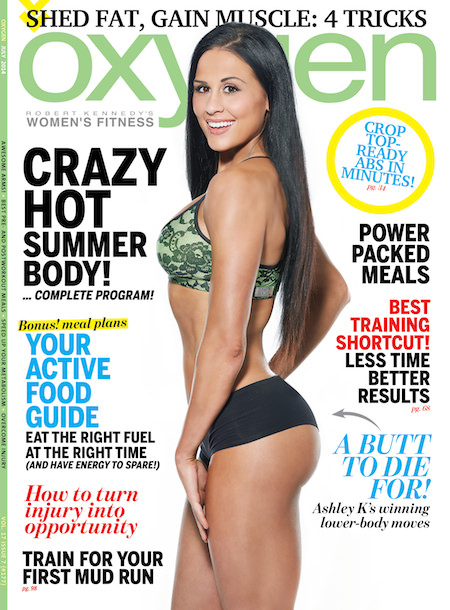 SHED FAT, GAIN MUSCLE: 4 TRICKS
oxygen
ROBERT KENNEDY'S
WOMEN'S FITNESS
CRAZY
HOT
SUMMER
BODY!
... COMPLETE PROGRAM!
Bonus! meal plans
YOUR
ACTIVE
FOOD
GUIDE
EAT THE RIGHT FUEL
AT THE RIGHT TIME
(AND HAVE ENERGY TO SPARE!)
How to turn
injury into
opportunity
TRAIN FOR YOUR
FIRST MUD RUN
pg. 98
CROP
TOP-
READY
ABS IN
MINUTES!
pg. 34
POWER
PACKED
MEALS
BEST
TRAINING
SHORTCUT!
LESS TIME
BETTER
RESULTS
pg. 68
A BUTT
TO DIE
FOR!
Ashley K's winning
lower-body moves
OXYGEN JULY 2014
AWESOME ARMS! • BEST PRE- AND POSTWORKOUT MEALS • SPEED UP YOUR METABOLISM • OVERCOME INJURY
VOL. 17 ISSUE 7 (#177)